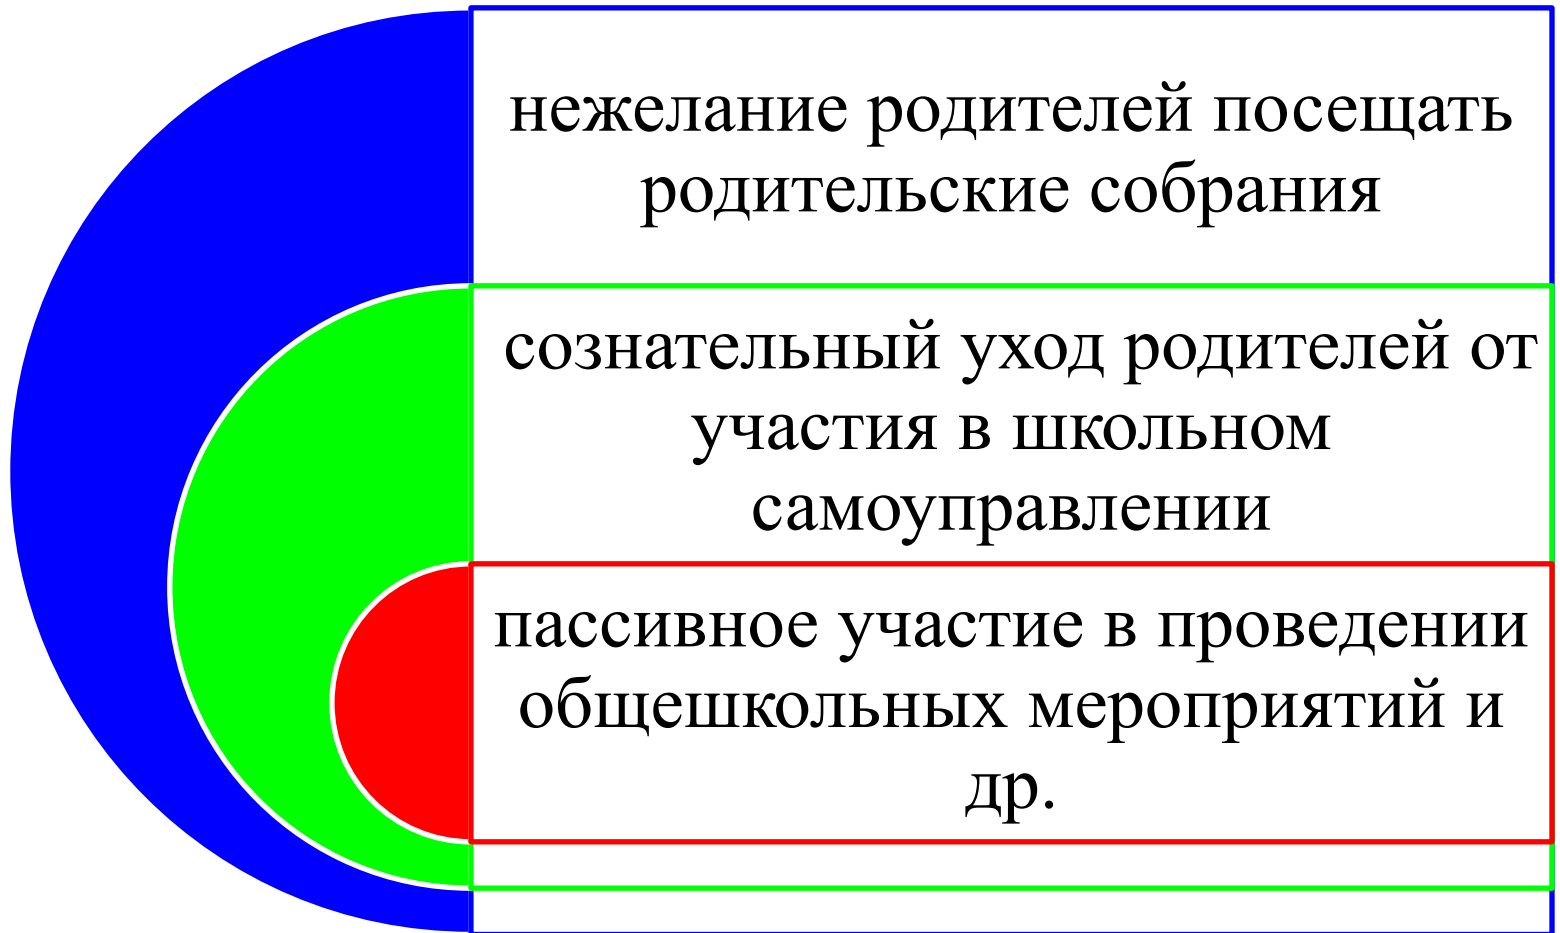 нежелание родителей посещать
родительские собрания
сознательный уход родителей от
участия в школьном
самоуправлении
пассивное участие в проведении
общешкольных мероприятий и
др.